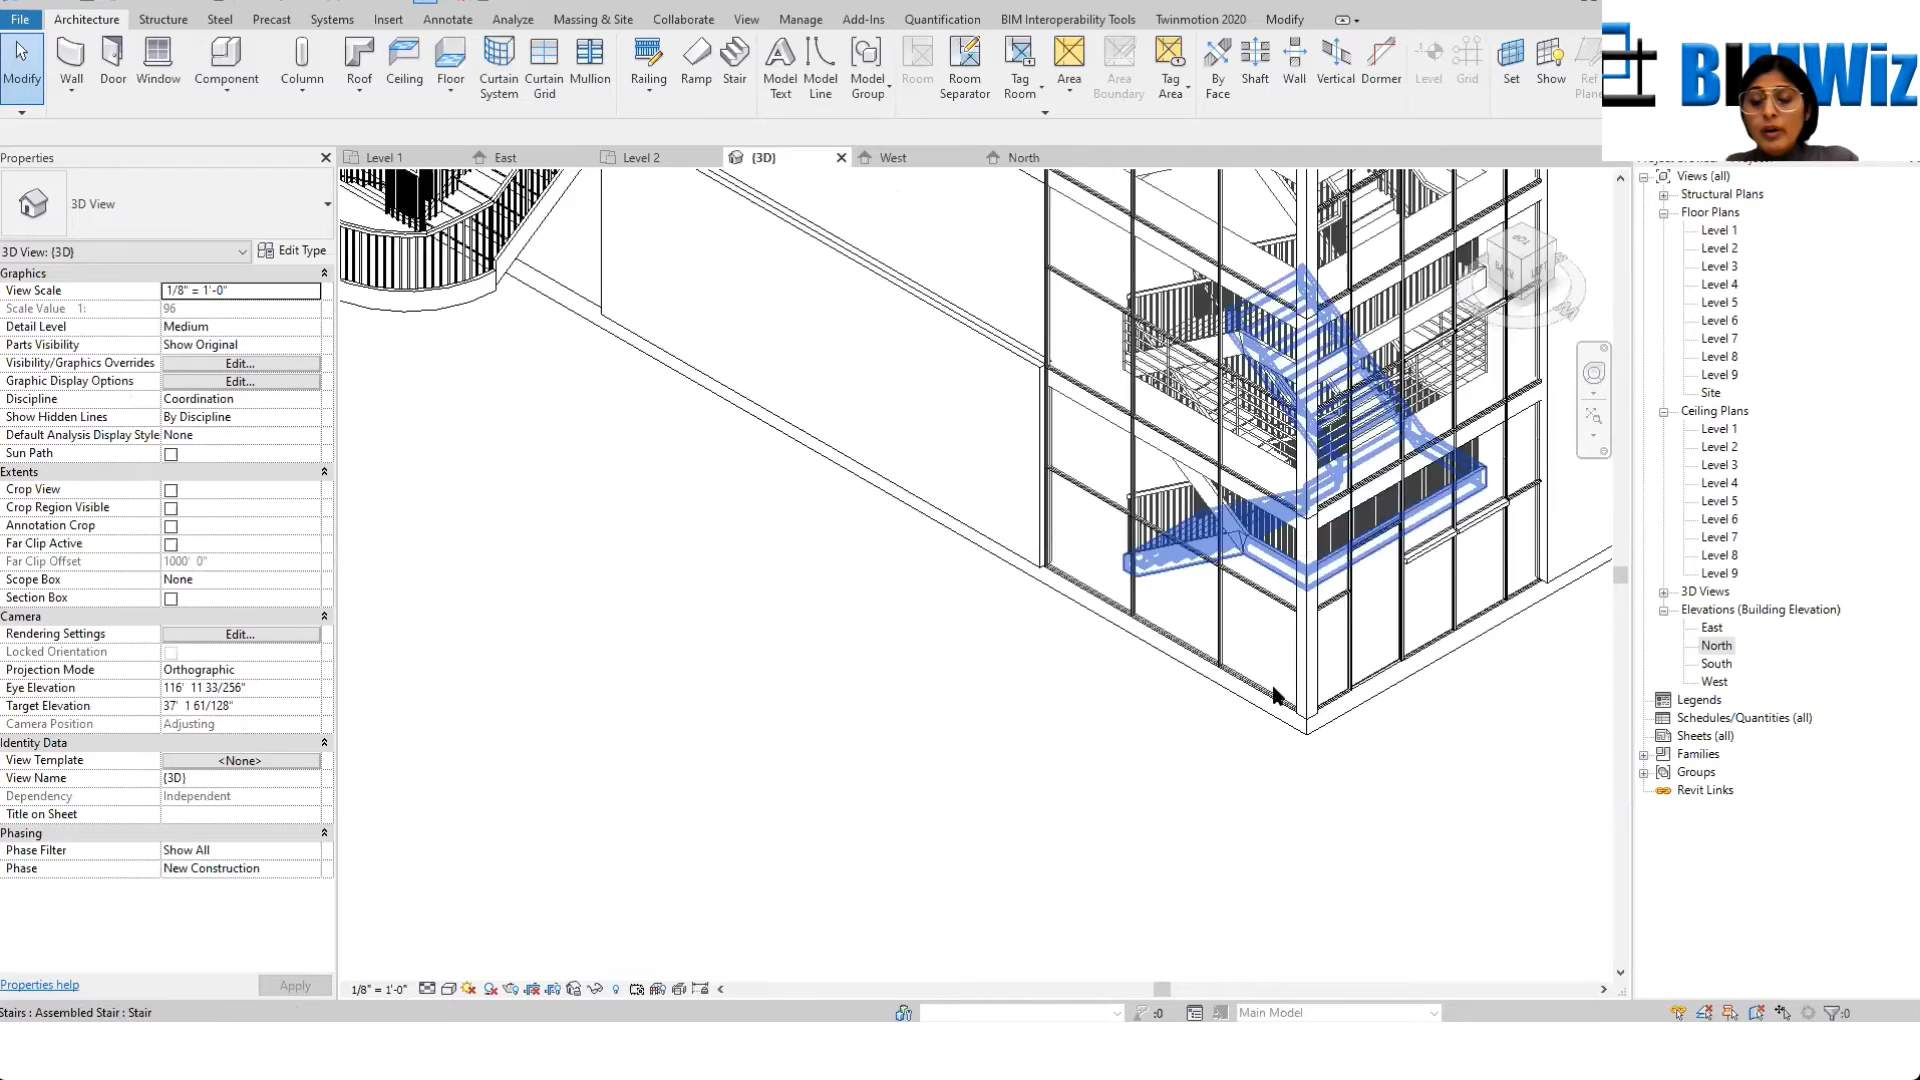 File Architecture Structure Steel Precast Systems Insert Annotate Analyze Massing & Site Collaborate View Manage Add-Ins Quantification BIM Interoperability Tools Twinmotion 2020 Modify
Modify Wall Door Window Component Column Roof Ceiling Floor Curtain System Curtain Grid Mullion Railing Ramp Stair Model Text Model Line Model Group Room Room Separator Tag Room Area Area Boundary Tag Area By Face Shaft Wall Vertical Dormer Level Grid Set Show Ref Plane
BIMWiz
Properties
Level 1 East Level 2 {3D} West North
3D View
3D View: {3D} Edit Type
Graphics
View Scale 1/8" = 1'-0"
Scale Value 1: 96
Detail Level Medium
Parts Visibility Show Original
Visibility/Graphics Overrides Edit...
Graphic Display Options Edit...
Discipline Coordination
Show Hidden Lines By Discipline
Default Analysis Display Style None
Sun Path
Extents
Crop View
Crop Region Visible
Annotation Crop
Far Clip Active
Far Clip Offset 1000' 0"
Scope Box None
Section Box
Camera
Rendering Settings Edit...
Locked Orientation
Projection Mode Orthographic
Eye Elevation 116' 11 33/256"
Target Elevation 37' 1 61/128"
Camera Position Adjusting
Identity Data
View Template <None>
View Name {3D}
Dependency Independent
Title on Sheet
Phasing
Phase Filter Show All
Phase New Construction
Properties help Apply
BACK LEFT
Views (all)
Structural Plans
Floor Plans
Level 1
Level 2
Level 3
Level 4
Level 5
Level 6
Level 7
Level 8
Level 9
Site
Ceiling Plans
Level 1
Level 2
Level 3
Level 4
Level 5
Level 6
Level 7
Level 8
Level 9
3D Views
Elevations (Building Elevation)
East
North
South
West
Legends
Schedules/Quantities (all)
Sheets (all)
Families
Groups
Revit Links
1/8" = 1'-0"
Stairs : Assembled Stair : Stair
:0 Main Model :0